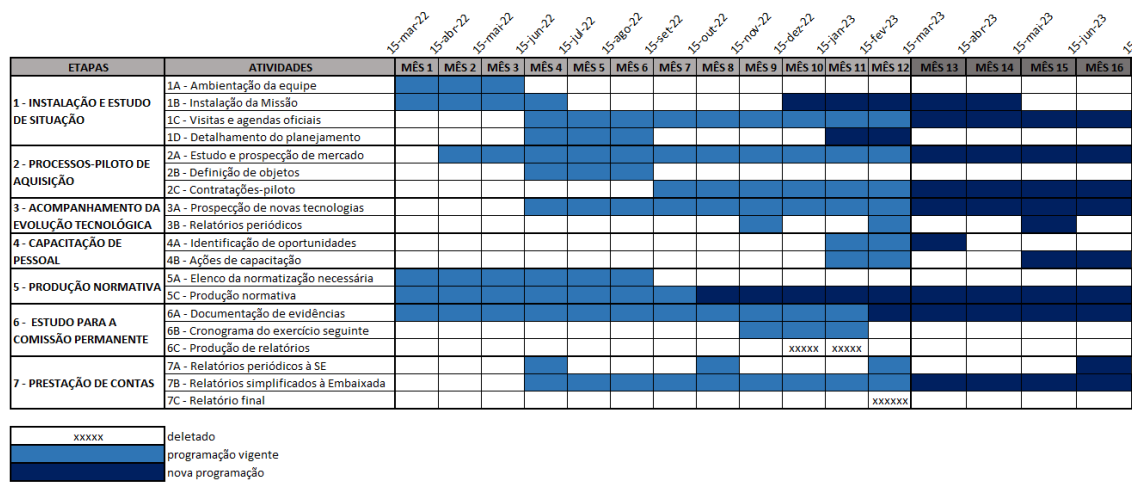 15-mar-22 15-abr-22 15-mai-22 15-jun-22 15-jul-22 15-ago-22 15-set-22 15-out-22 15-nov-22 15-dez-22 15-jan-23 15-fev-23 15-mar-23 15-abr-23 15-mai-23 15-jun-23
ETAPAS ATIVIDADES MÊS 1 MÊS 2 MÊS 3 MÊS 4 MÊS 5 MÊS 6 MÊS 7 MÊS 8 MÊS 9 MÊS 10 MÊS 11 MÊS 12 MÊS 13 MÊS 14 MÊS 15 MÊS 16
1 - INSTALAÇÃO E ESTUDO
DE SITUAÇÃO
1A - Ambientação da equipe
1B - Instalação da Missão
1C - Visitas e agendas oficiais
1D - Detalhamento do planejamento
2 - PROCESSOS-PILOTO DE
AQUISIÇÃO
2A - Estudo e prospecção de mercado
2B - Definição de objetos
2C - Contratações-piloto
3 - ACOMPANHAMENTO DA
EVOLUÇÃO TECNOLÓGICA
3A - Prospecção de novas tecnologias
3B - Relatórios periódicos
4 - CAPACITAÇÃO DE
PESSOAL
4A - Identificação de oportunidades
4B - Ações de capacitação
5 - PRODUÇÃO NORMATIVA
5A - Elenco da normatização necessária
5C - Produção normativa
6 - ESTUDO PARA A
COMISSÃO PERMANENTE
6A - Documentação de evidências
6B - Cronograma do exercício seguinte
6C - Produção de relatórios xxxxx xxxxx
7 - PRESTAÇÃO DE CONTAS
7A - Relatórios periódicos à SE
7B - Relatórios simplificados à Embaixada
7C - Relatório final xxxxxx
xxxxx deletado
programação vigente
nova programação